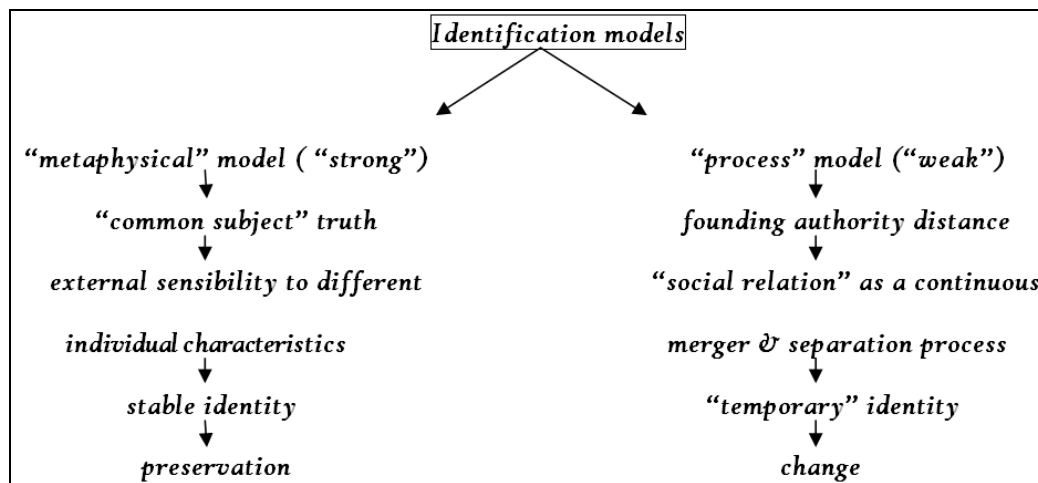 Identification models
“metaphysical” model ( “strong”)
“common subject” truth
external sensibility to different
individual characteristics
stable identity
preservation
“process” model (“weak”)
founding authority distance
“social relation” as a continuous
merger & separation process
“temporary” identity
change